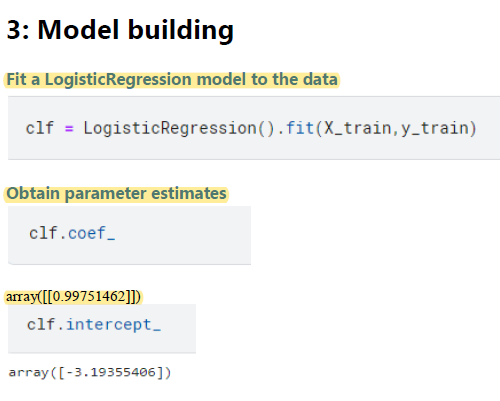 3: Model building
Fit a LogisticRegression model to the data
clf = LogisticRegression().fit(X_train,y_train)
Obtain parameter estimates
clf.coef_
array([[0.99751462]])
clf.intercept_
array([-3.19355406])